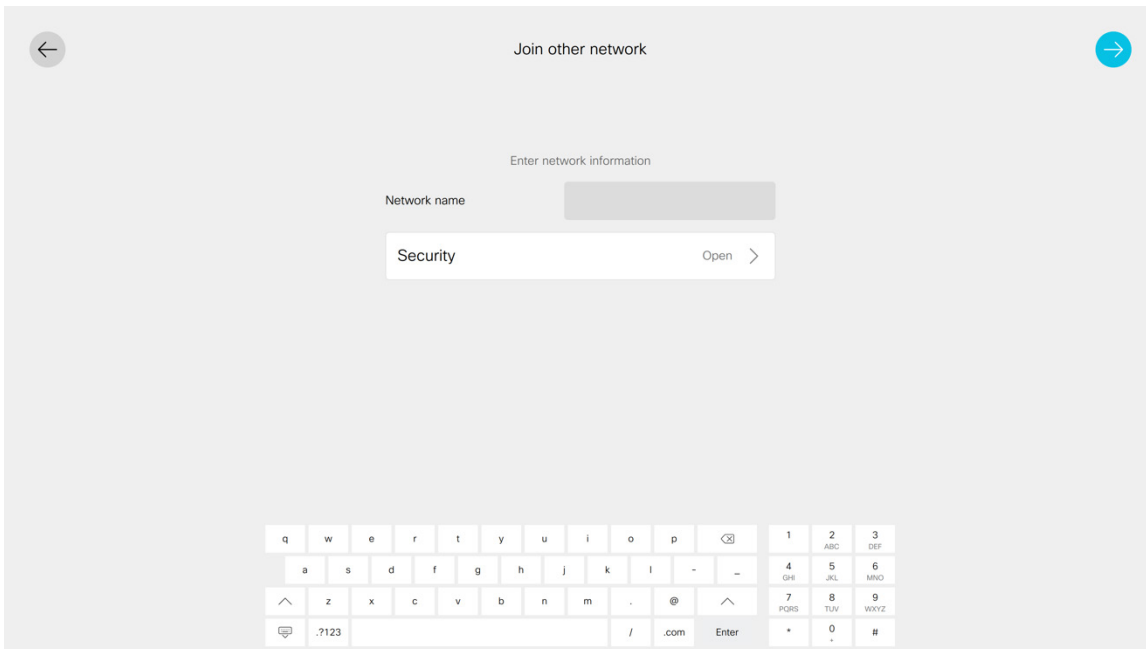 Join other network
Enter network information
Network name
Security Open
q w e r t y u i o p 1 2 3
ABC DEF
a s d f g h j k l - _ 4 5 6
GHI JKL MNO
z x c v b n m . @ 7 8 9
PQRS TUV WXYZ
.?123 / .com Enter * 0 #
+